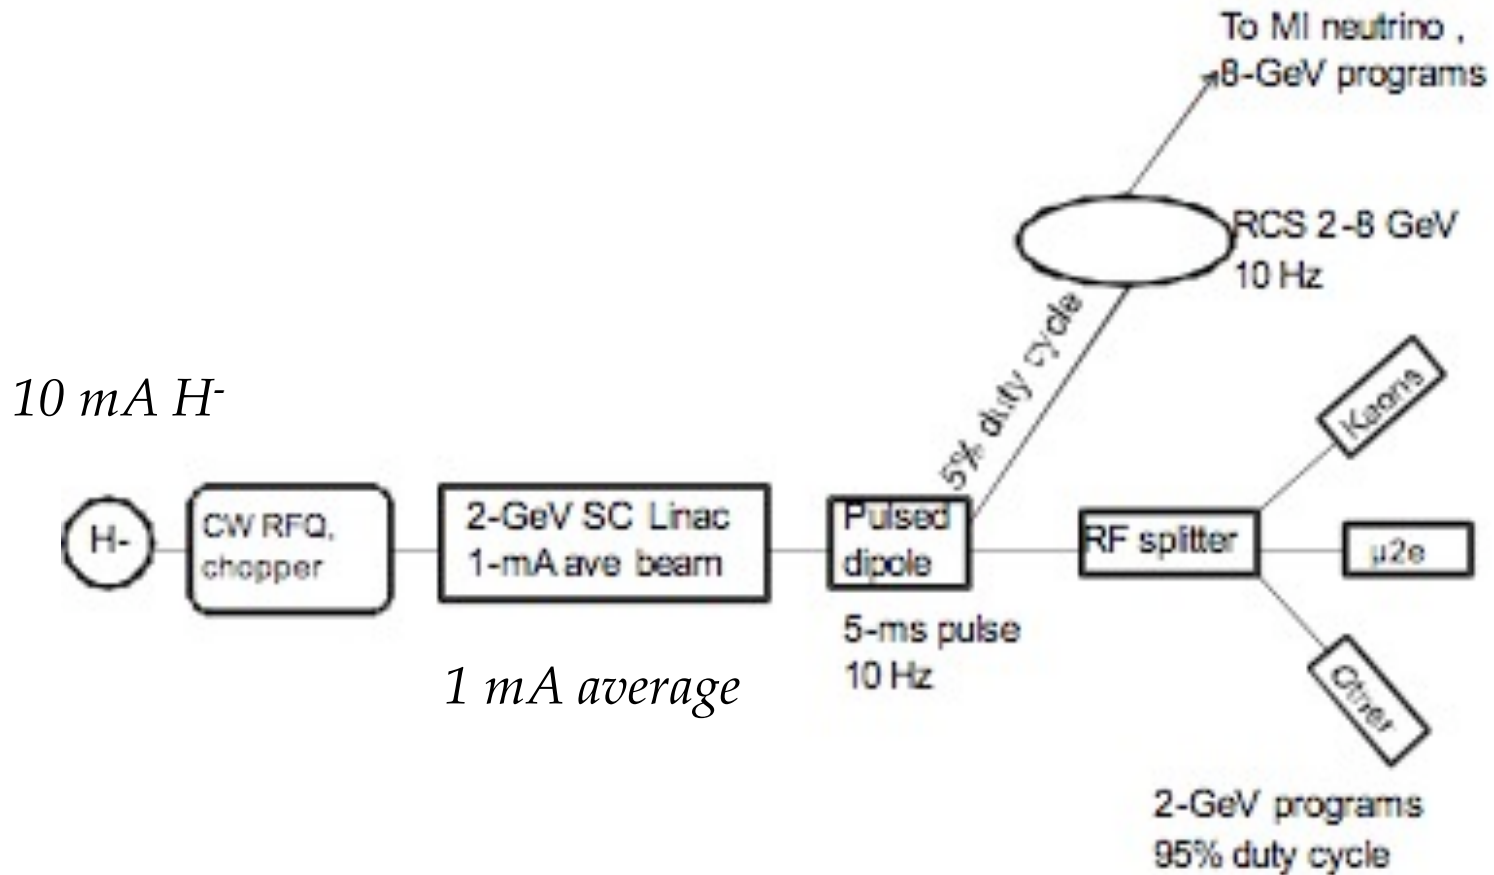 To MI neutrino ,
8-GeV programs
RCS 2-8 GeV
10 Hz
5% duty cycle
10 mA H-
H-
CW RFQ,
chopper
2-GeV SC Linac
1-mA ave beam
1 mA average
Pulsed
dipole
5-ms pulse
10 Hz
RF splitter
Kaons
μ2e
Other
2-GeV programs
95% duty cycle